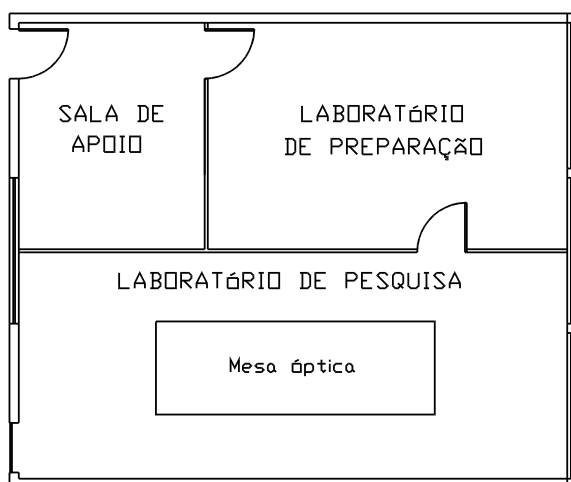 SALA DE
APOIO
LABORATóRIO
DE PREPARAÇÃO
LABORATóRIO DE PESQUISA
Mesa óptica